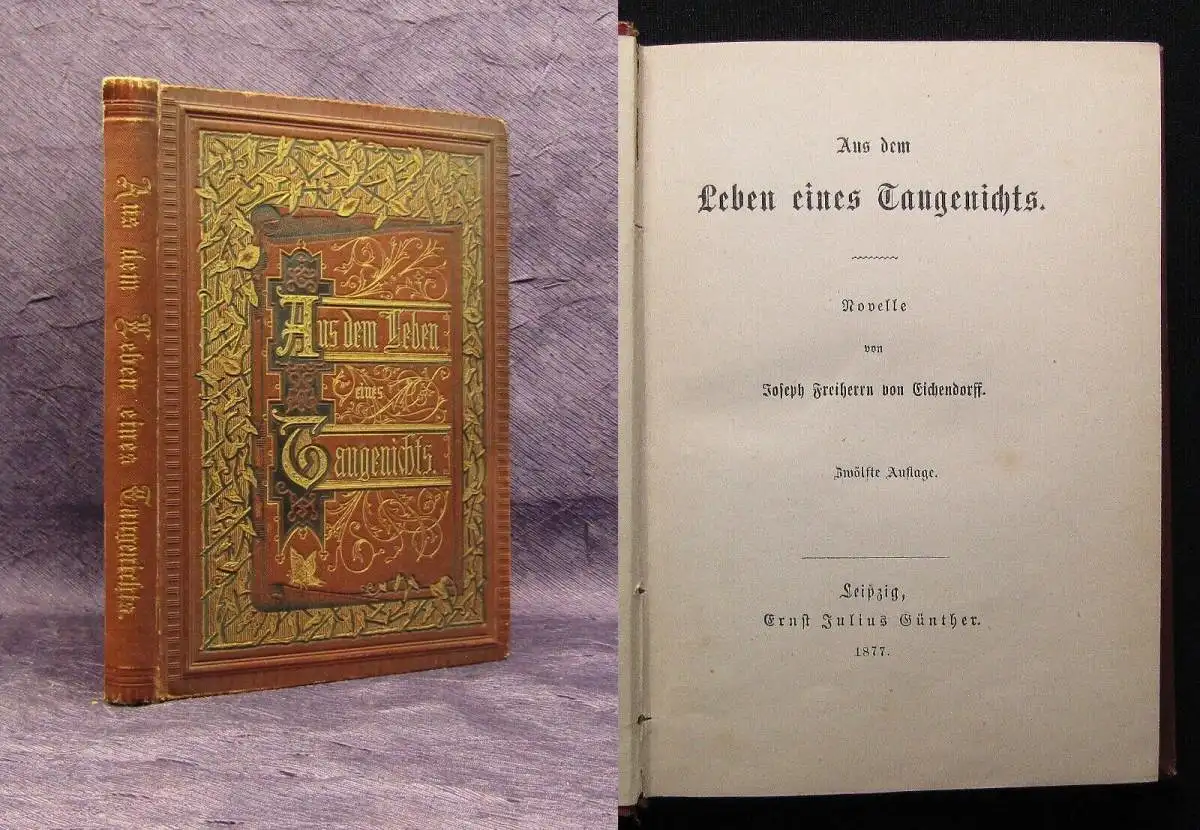 Aus dem Leben eines Taugenichts.
Aus dem Leben
eines
Taugenichts.
Aus dem
Leben eines Taugenichts.
Novelle
von
Joseph Freiherrn von Eichendorff.
Zwölfte Auflage.
Leipzig,
Ernst Julius Günther.
1877.